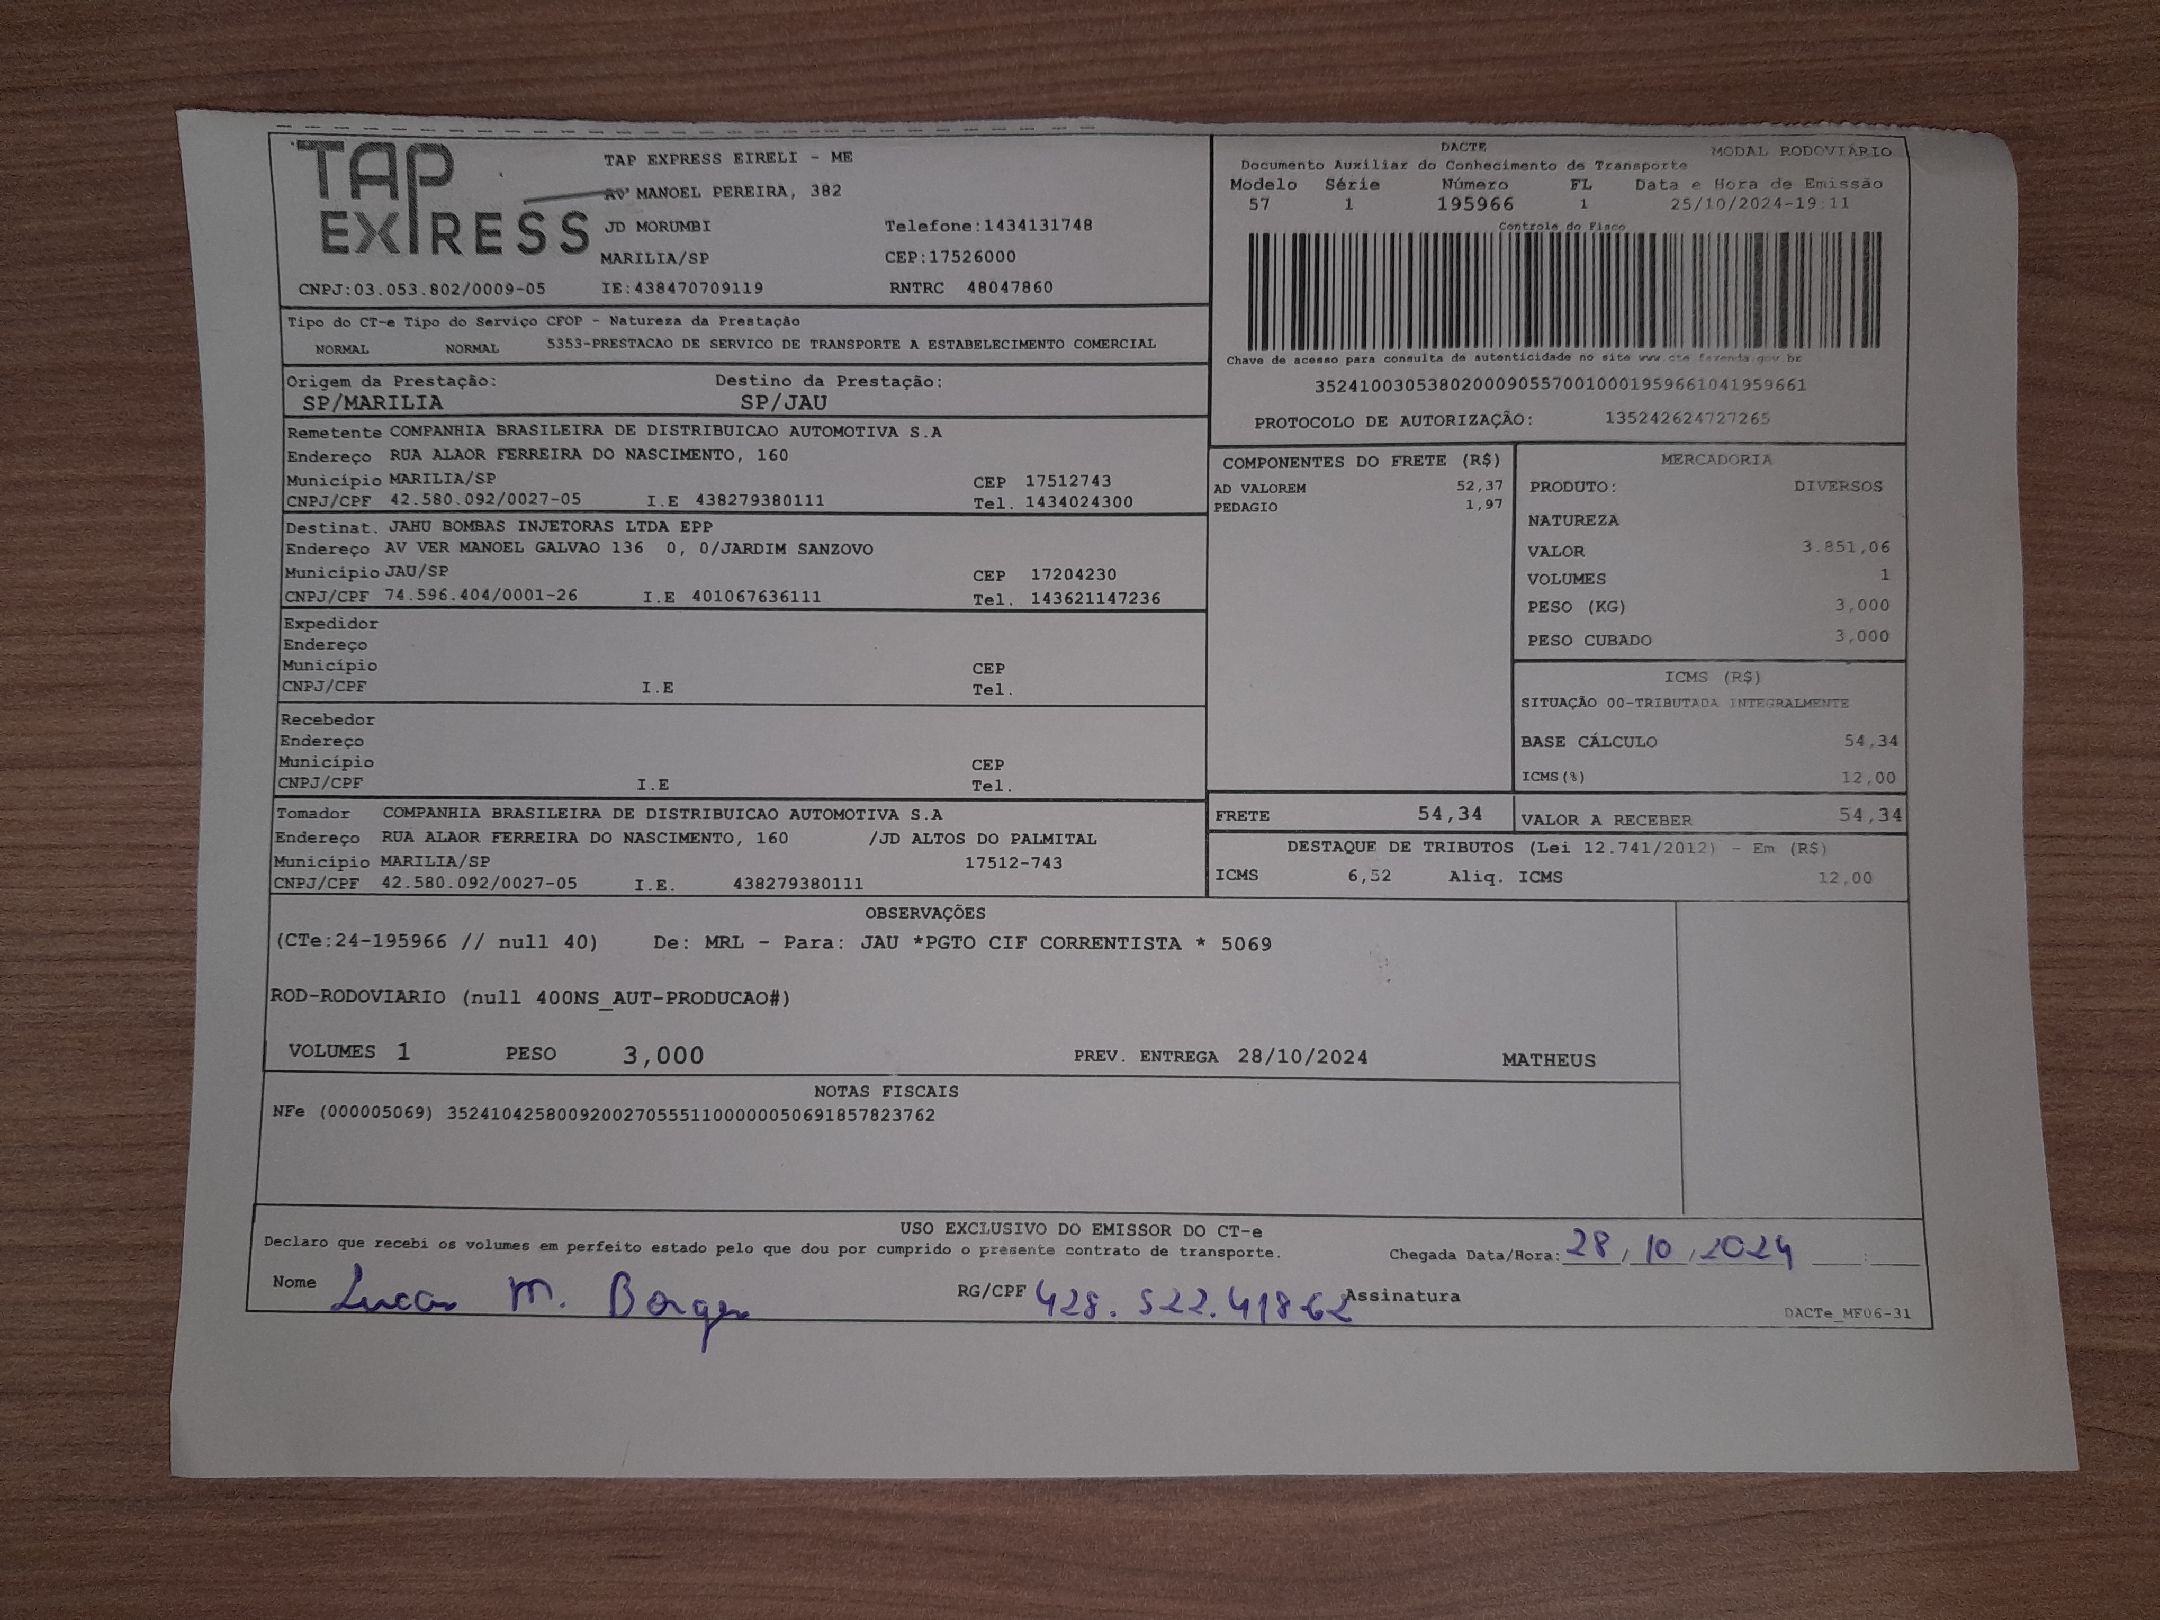 TAP EXPRESS
TAP EXPRESS EIRELI - ME
AV MANOEL PEREIRA, 382
JD MORUMBI Telefone:1434131748
MARILIA/SP CEP:17526000
CNPJ:03.053.802/0009-05 IE:438470709119 RNTRC 48047860
DACTE
Documento Auxiliar do Conhecimento de Transporte MODAL RODOVIÁRIO
Modelo Série Número FL Data e Hora de Emissão
57 1 195966 1 25/10/2024-19:11
Controle do Fisco
Chave de acesso para consulta de autenticidade no site www.cte.fazenda.gov.br
35241003053802000905570010001959661041959661
PROTOCOLO DE AUTORIZAÇÃO: 135242624727265
Tipo do CT-e Tipo do Serviço CFOP - Natureza da Prestação
NORMAL NORMAL 5353-PRESTACAO DE SERVICO DE TRANSPORTE A ESTABELECIMENTO COMERCIAL
Origem da Prestação: Destino da Prestação:
SP/MARILIA SP/JAU
Remetente COMPANHIA BRASILEIRA DE DISTRIBUICAO AUTOMOTIVA S.A
Endereço RUA ALAOR FERREIRA DO NASCIMENTO, 160
Município MARILIA/SP CEP 17512743
CNPJ/CPF 42.580.092/0027-05 I.E 438279380111 Tel. 1434024300
Destinat. JAHU BOMBAS INJETORAS LTDA EPP
Endereço AV VER MANOEL GALVAO 136 0, 0/JARDIM SANZOVO
Município JAU/SP CEP 17204230
CNPJ/CPF 74.596.404/0001-26 I.E 401067636111 Tel. 143621147236
Expedidor
Endereço
Município CEP
CNPJ/CPF I.E Tel.
Recebedor
Endereço
Município CEP
CNPJ/CPF I.E Tel.
Tomador COMPANHIA BRASILEIRA DE DISTRIBUICAO AUTOMOTIVA S.A
Endereço RUA ALAOR FERREIRA DO NASCIMENTO, 160 /JD ALTOS DO PALMITAL
Município MARILIA/SP 17512-743
CNPJ/CPF 42.580.092/0027-05 I.E. 438279380111
COMPONENTES DO FRETE (R$)
AD VALOREM 52,37
PEDAGIO 1,97
MERCADORIA
PRODUTO: DIVERSOS
NATUREZA
VALOR 3.851,06
VOLUMES 1
PESO (KG) 3,000
PESO CUBADO 3,000
ICMS (R$)
SITUAÇÃO 00-TRIBUTADA INTEGRALMENTE
BASE CÁLCULO 54,34
ICMS(%) 12,00
FRETE 54,34 VALOR A RECEBER 54,34
DESTAQUE DE TRIBUTOS (Lei 12.741/2012) - Em (R$)
ICMS 6,52 Aliq. ICMS 12,00
OBSERVAÇÕES
(CTe:24-195966 // null 40) De: MRL - Para: JAU *PGTO CIF CORRENTISTA * 5069
ROD-RODOVIARIO (null 400NS_AUT-PRODUCAO#)
VOLUMES 1 PESO 3,000 PREV. ENTREGA 28/10/2024 MATHEUS
NOTAS FISCAIS
NFe (000005069) 35241042580092002705551100000050691857823762
USO EXCLUSIVO DO EMISSOR DO CT-e
Declaro que recebi os volumes em perfeito estado pelo que dou por cumprido o presente contrato de transporte. Chegada Data/Hora: 28/10/2024 :
Nome Lucas M. Borges RG/CPF 428.522.41862 Assinatura
DACTe_MF06-31